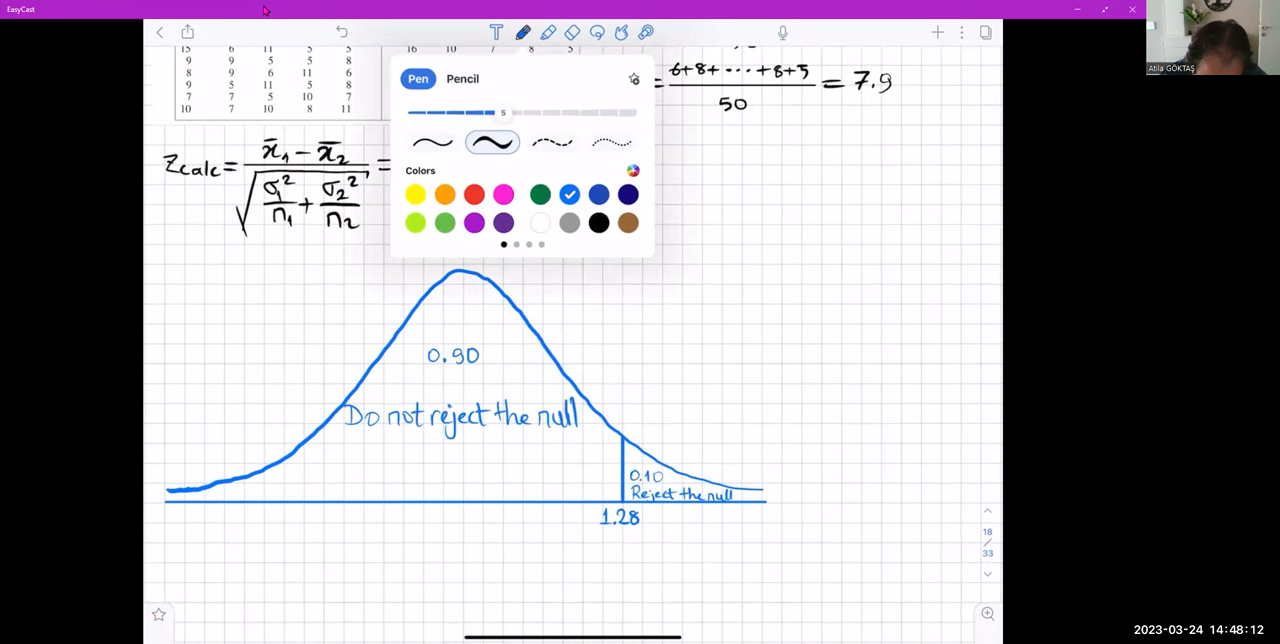 EasyCast
15 6 11 5 5 16 10 7 8 5
9 9 5 5 8
8 9 6 11 6
9 5 11 5 8
7 7 5 10 7
10 7 10 8 11
= 6+8+ ··· +8+5 / 50 = 7.9
Zcalc = x̄1 − x̄2 / √(σ1²/n1 + σ2²/n2) =
Pen Pencil
5
Colors
0.90
Do not reject the null
0.10
Reject the null
1.28
18
/
33
Atila GÖKTAŞ
2023-03-24 14:48:12